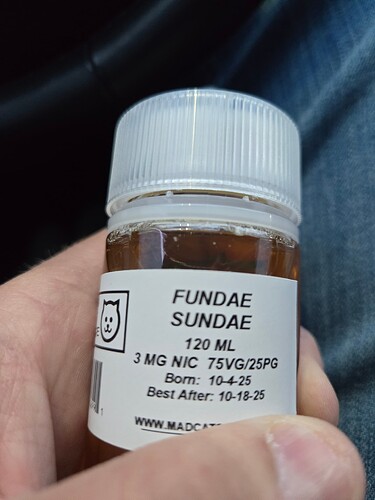 FUNDAE
SUNDAE
120 ML
3 MG NIC 75VG/25PG
Born: 10-4-25
Best After: 10-18-25